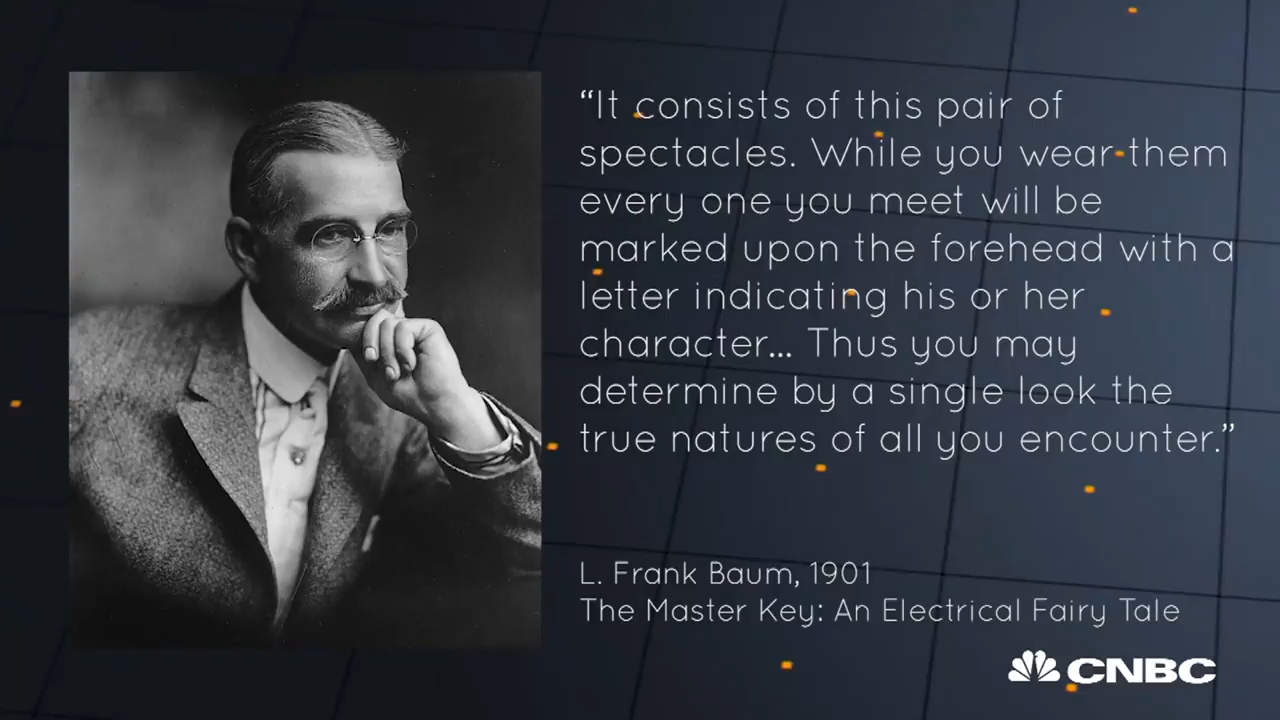 “It consists of this pair of
spectacles. While you wear them
every one you meet will be
marked upon the forehead with a
letter indicating his or her
character... Thus you may
determine by a single look the
true natures of all you encounter.”
L. Frank Baum, 1901
The Master Key: An Electrical Fairy Tale
CNBC